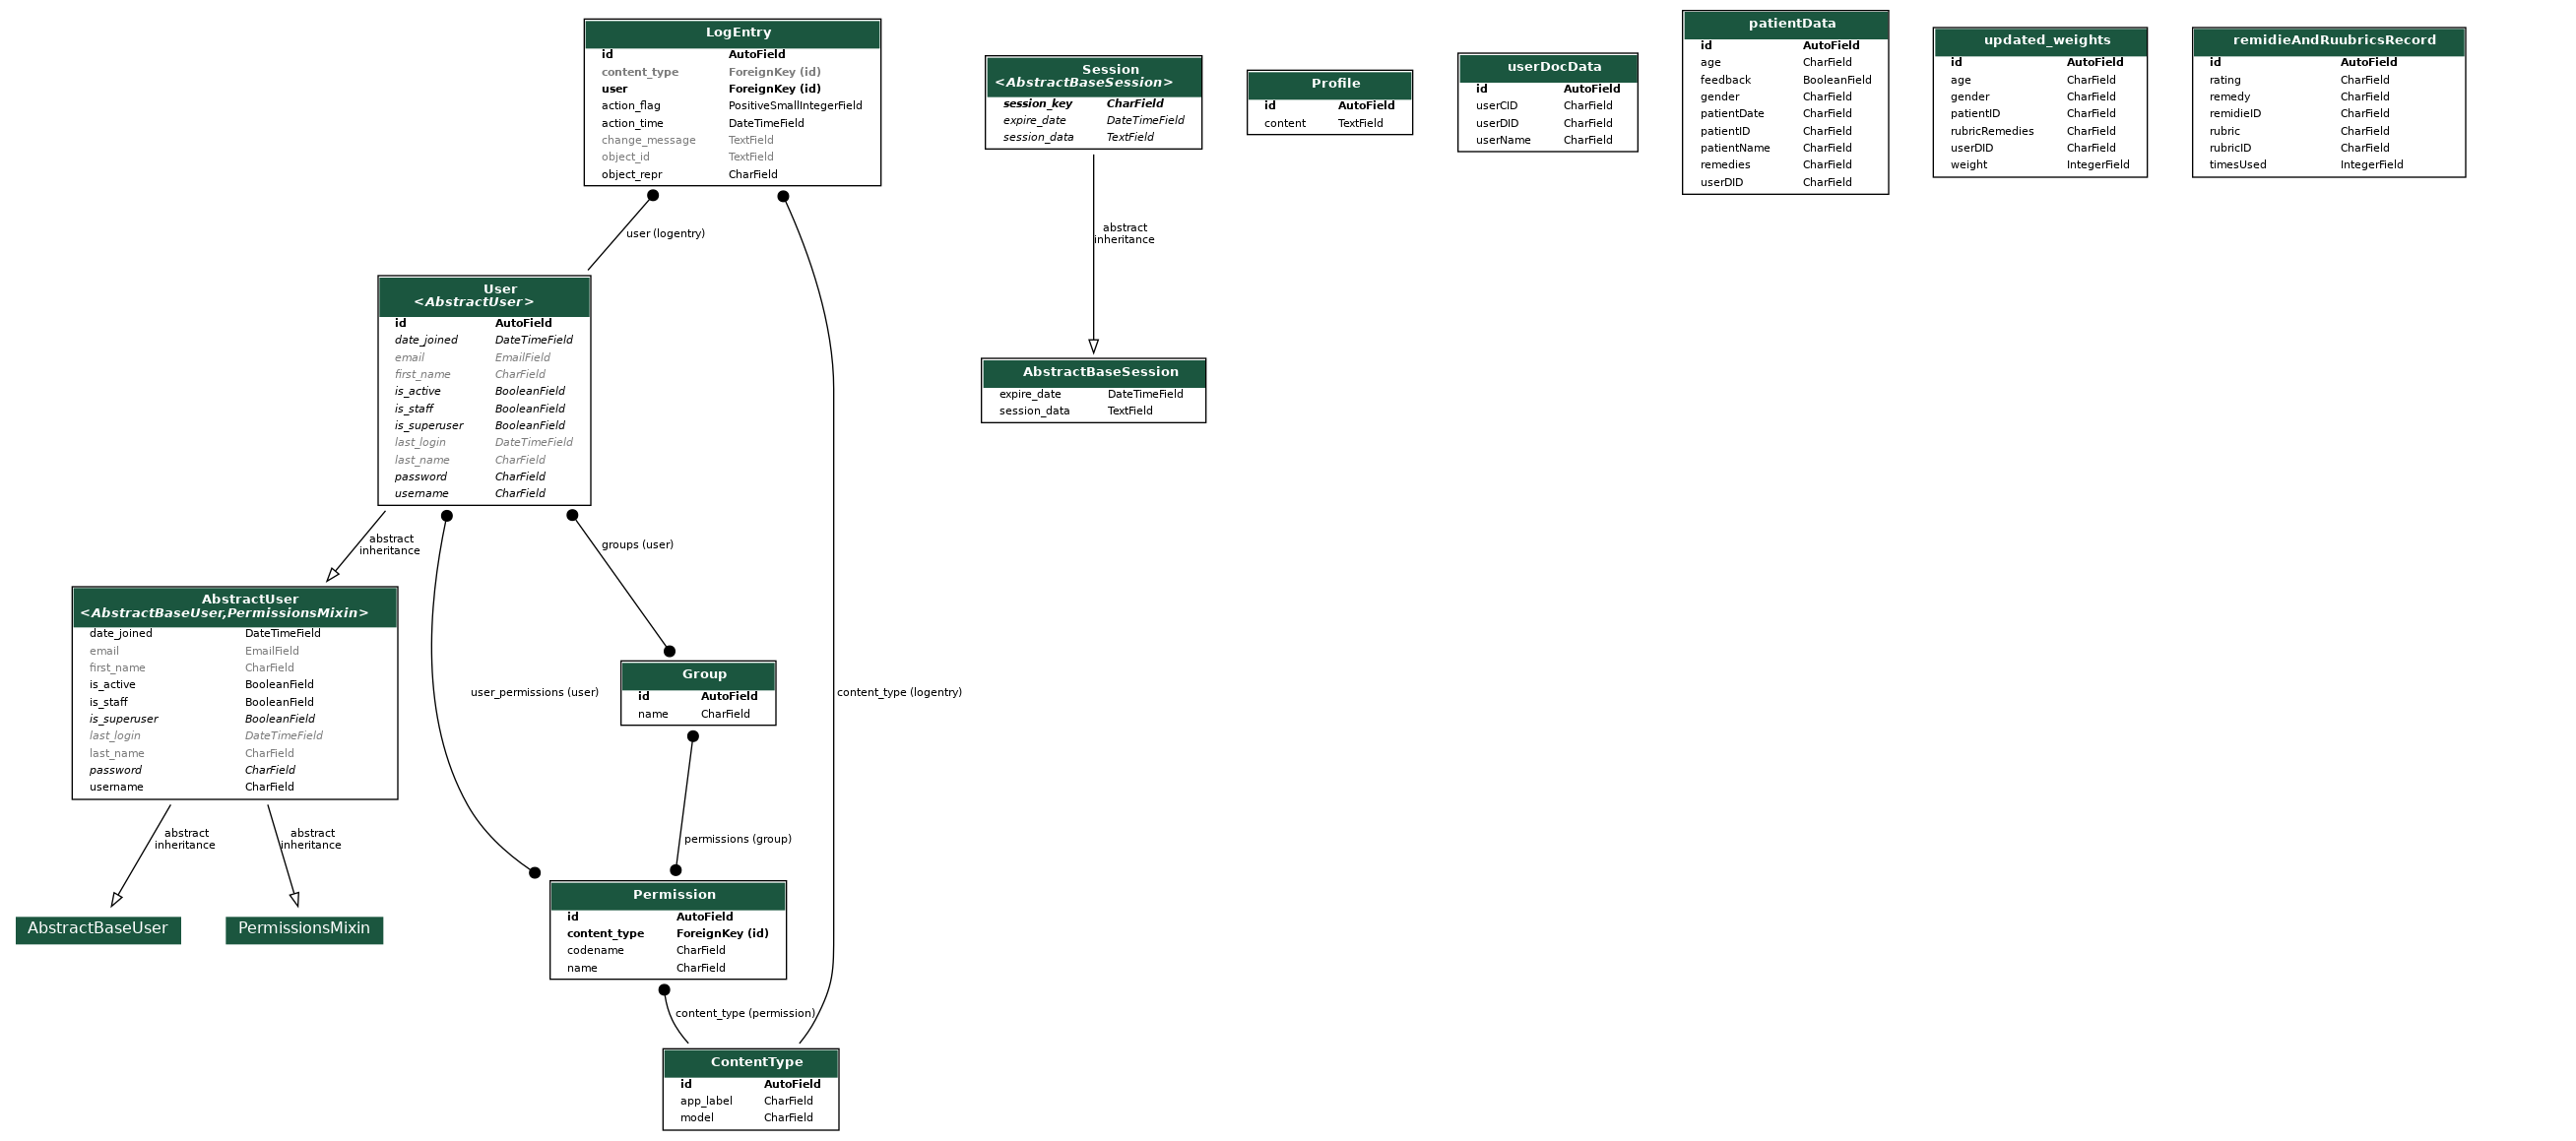 LogEntry
id AutoField
content_type ForeignKey (id)
user ForeignKey (id)
action_flag PositiveSmallIntegerField
action_time DateTimeField
change_message TextField
object_id TextField
object_repr CharField
Session
<AbstractBaseSession>
session_key CharField
expire_date DateTimeField
session_data TextField
Profile
id AutoField
content TextField
userDocData
id AutoField
userCID CharField
userDID CharField
userName CharField
patientData
id AutoField
age CharField
feedback BooleanField
gender CharField
patientDate CharField
patientID CharField
patientName CharField
remedies CharField
userDID CharField
updated_weights
id AutoField
age CharField
gender CharField
patientID CharField
rubricRemedies CharField
userDID CharField
weight IntegerField
remidieAndRuubricsRecord
id AutoField
rating CharField
remedy CharField
remidieID CharField
rubric CharField
rubricID CharField
timesUsed IntegerField
user (logentry)
abstract
inheritance
User
<AbstractUser>
id AutoField
date_joined DateTimeField
email EmailField
first_name CharField
is_active BooleanField
is_staff BooleanField
is_superuser BooleanField
last_login DateTimeField
last_name CharField
password CharField
username CharField
AbstractBaseSession
expire_date DateTimeField
session_data TextField
abstract
inheritance
groups (user)
AbstractUser
<AbstractBaseUser,PermissionsMixin>
date_joined DateTimeField
email EmailField
first_name CharField
is_active BooleanField
is_staff BooleanField
is_superuser BooleanField
last_login DateTimeField
last_name CharField
password CharField
username CharField
user_permissions (user)
Group
id AutoField
name CharField
content_type (logentry)
abstract
inheritance
abstract
inheritance
permissions (group)
AbstractBaseUser
PermissionsMixin
Permission
id AutoField
content_type ForeignKey (id)
codename CharField
name CharField
content_type (permission)
ContentType
id AutoField
app_label CharField
model CharField